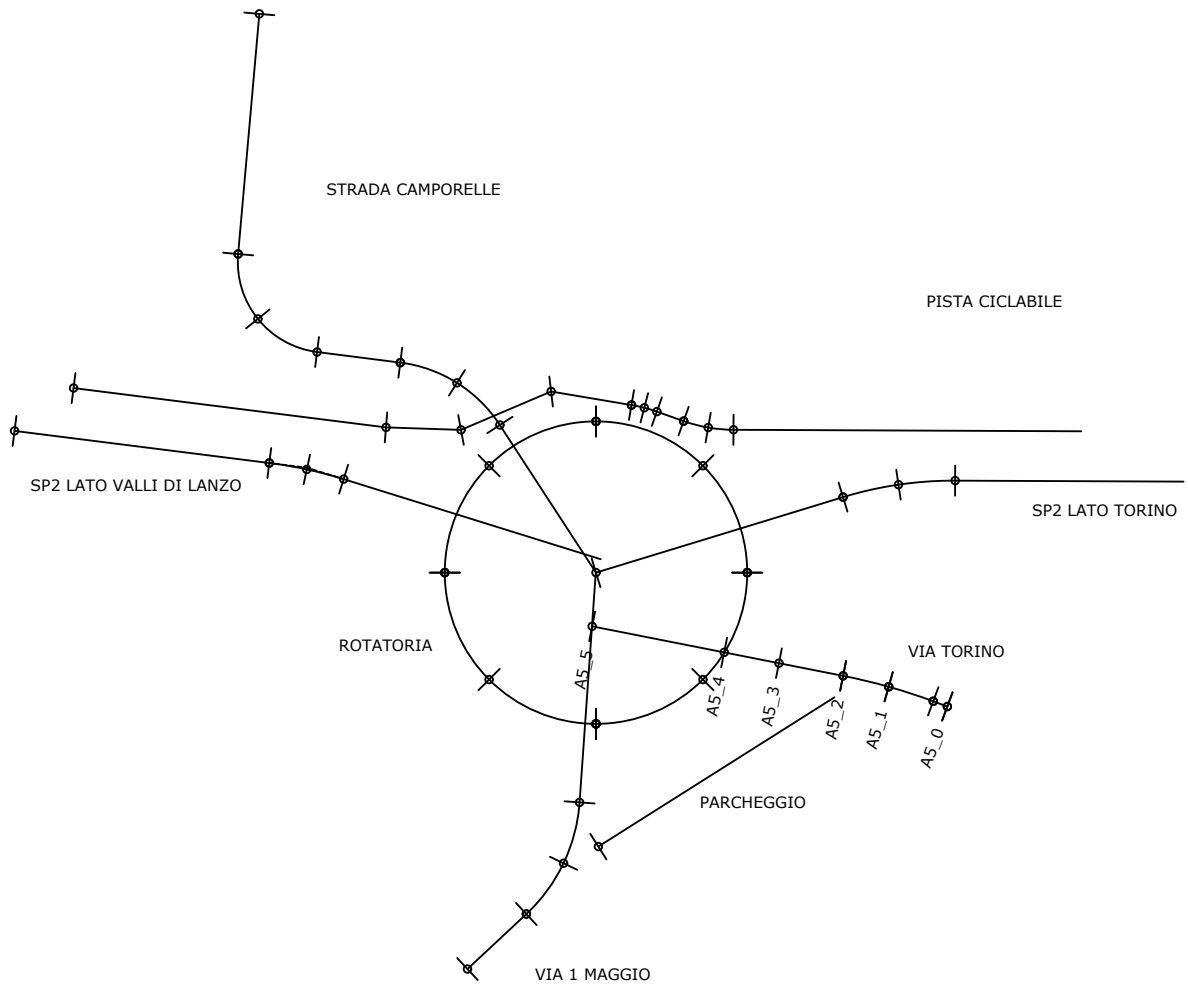 STRADA CAMPORELLE
PISTA CICLABILE
SP2 LATO VALLI DI LANZO
SP2 LATO TORINO
ROTATORIA
VIA TORINO
A5_5
A5_4
A5_3
A5_2
A5_1
A5_0
PARCHEGGIO
VIA 1 MAGGIO